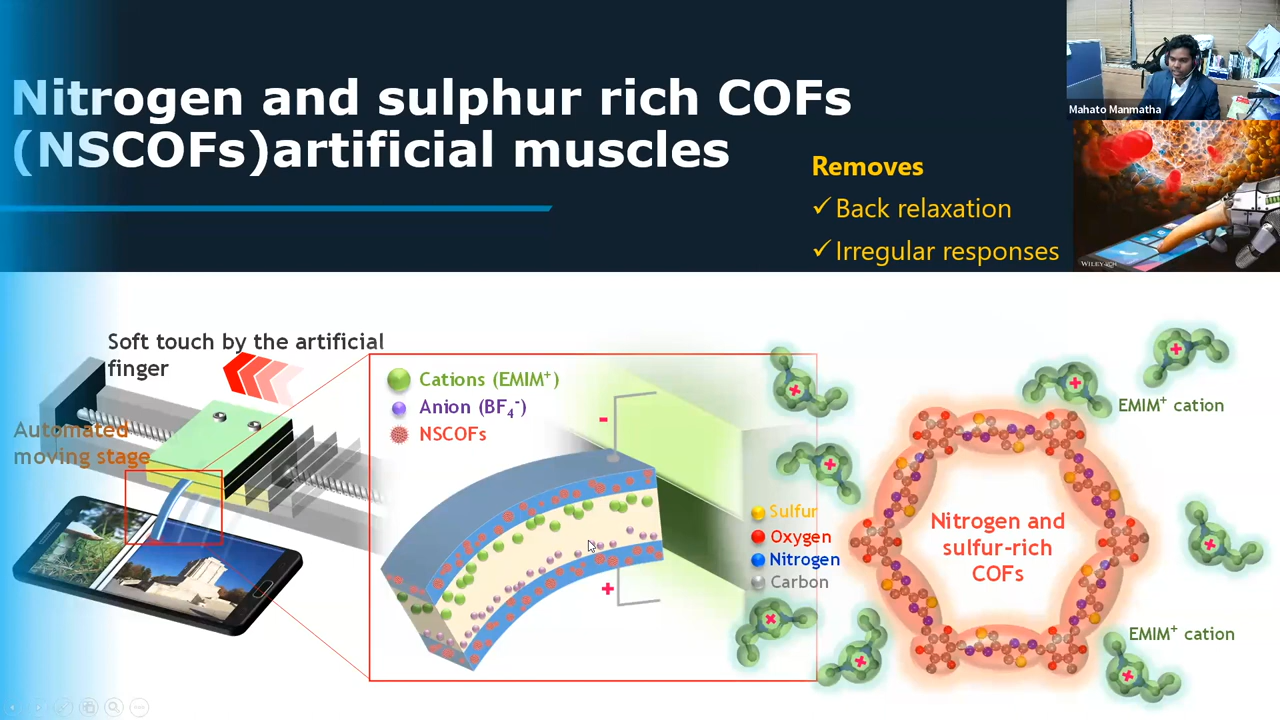 Nitrogen and sulphur rich COFs
(NSCOFs)artificial muscles
Removes
✓ Back relaxation
✓ Irregular responses
Mahato Manmatha
WILEY-VCH
Soft touch by the artificial
finger
Automated
moving stage
Cations (EMIM⁺)
Anion (BF₄⁻)
NSCOFs
-
+
Sulfur
Oxygen
Nitrogen
Carbon
EMIM⁺ cation
Nitrogen and
sulfur-rich
COFs
EMIM⁺ cation